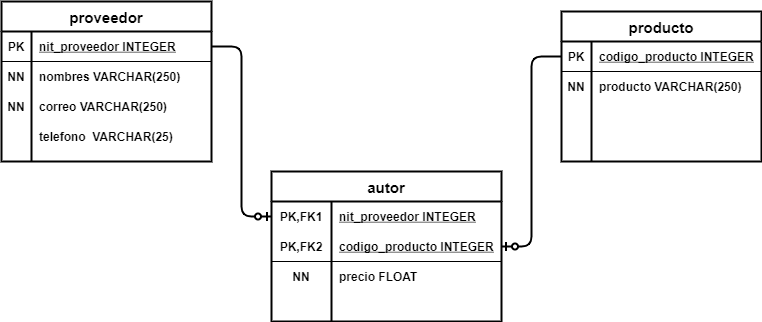 proveedor
PK nit_proveedor INTEGER
NN nombres VARCHAR(250)
NN correo VARCHAR(250)
telefono VARCHAR(25)
producto
PK codigo_producto INTEGER
NN producto VARCHAR(250)
autor
PK,FK1 nit_proveedor INTEGER
PK,FK2 codigo_producto INTEGER
NN precio FLOAT